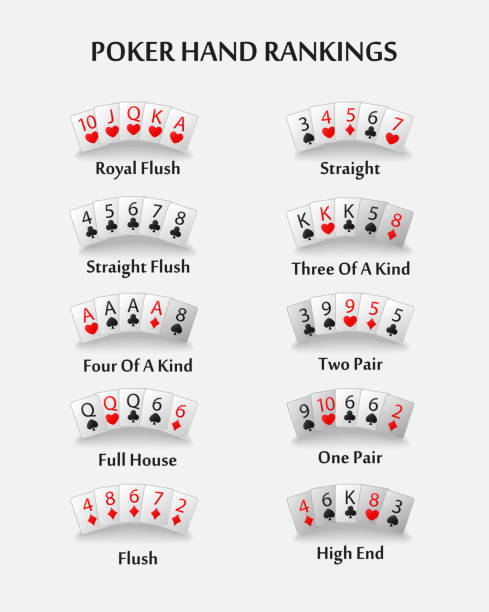 POKER HAND RANKINGS
10 J Q K A
Royal Flush
4 5 6 7 8
Straight Flush
A A A A 8
Four Of A Kind
Q Q Q 6 6
Full House
4 8 6 7 2
Flush
3 4 5 6 7
Straight
K K K 5 8
Three Of A Kind
3 9 9 5 5
Two Pair
9 10 6 6 2
One Pair
4 6 K 8 3
High End